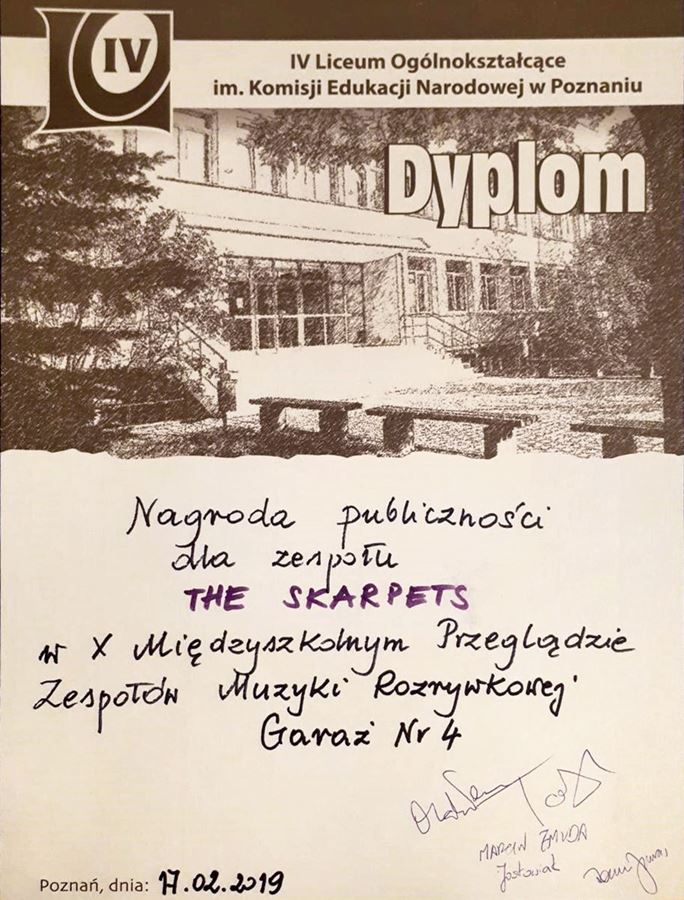 IV
IV Liceum Ogólnokształcące
im. Komisji Edukacji Narodowej w Poznaniu
Dyplom
Nagroda publiczności
dla zespołu
THE SKARPETS
w X Międzyszkolnym Przeglądzie
Zespołów Muzyki Rozrywkowej
Garaż Nr 4
MARCIN ŻMUDA
Poznań, dnia: 17.02.2019